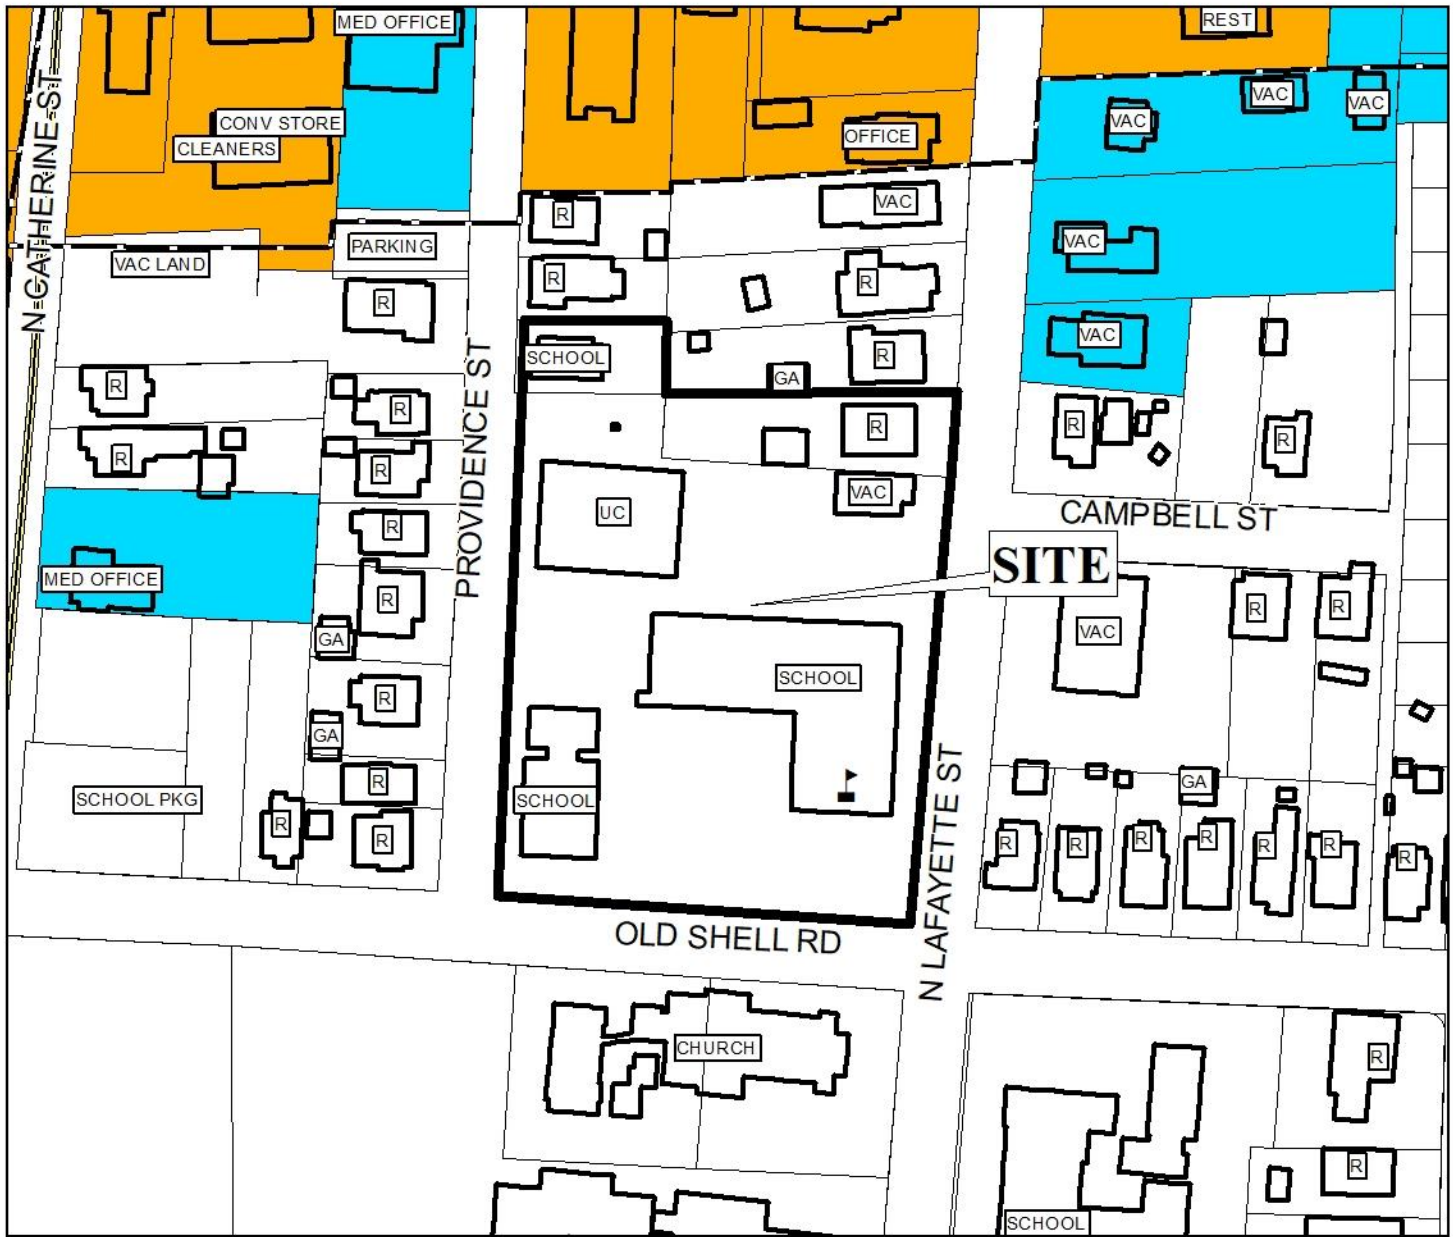 MED OFFICE
REST
CONV STORE
CLEANERS
OFFICE
VAC
VAC
VAC
N CATHERINE ST
R
VAC
PARKING
VAC LAND
VAC
R
R
R
PROVIDENCE ST
SCHOOL
R
VAC
GA
R
R
R
R
R
R
R
VAC
R
UC
CAMPBELL ST
SITE
MED OFFICE
R
R
R
R
GA
VAC
SCHOOL
R
GA
N LAFAYETTE ST
R
GA
SCHOOL PKG
SCHOOL
R
R
R
R
R
R
R
R
R
OLD SHELL RD
CHURCH
R
R
SCHOOL